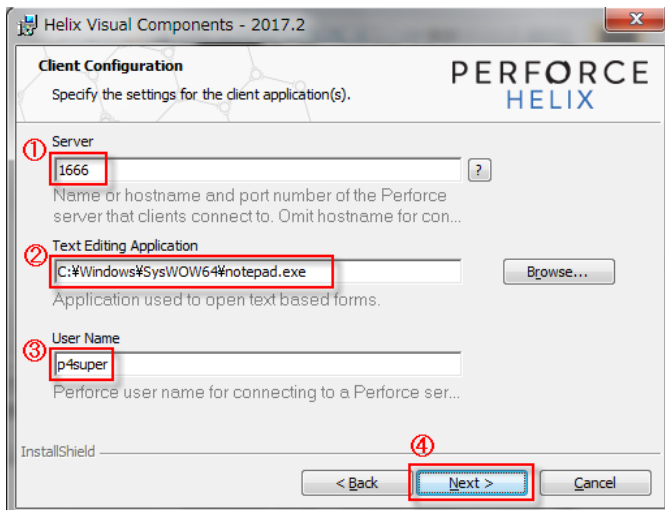 Helix Visual Components - 2017.2
Client Configuration
Specify the settings for the client application(s).
PERFORCE
HELIX
① Server
1666
?
Name or hostname and port number of the Perforce
server that clients connect to. Omit hostname for con...
② Text Editing Application
C:¥Windows¥SysWOW64¥notepad.exe
Browse...
Application used to open text based forms.
③ User Name
p4super
Perforce user name for connecting to a Perforce ser...
InstallShield
④
< Back
Next >
Cancel